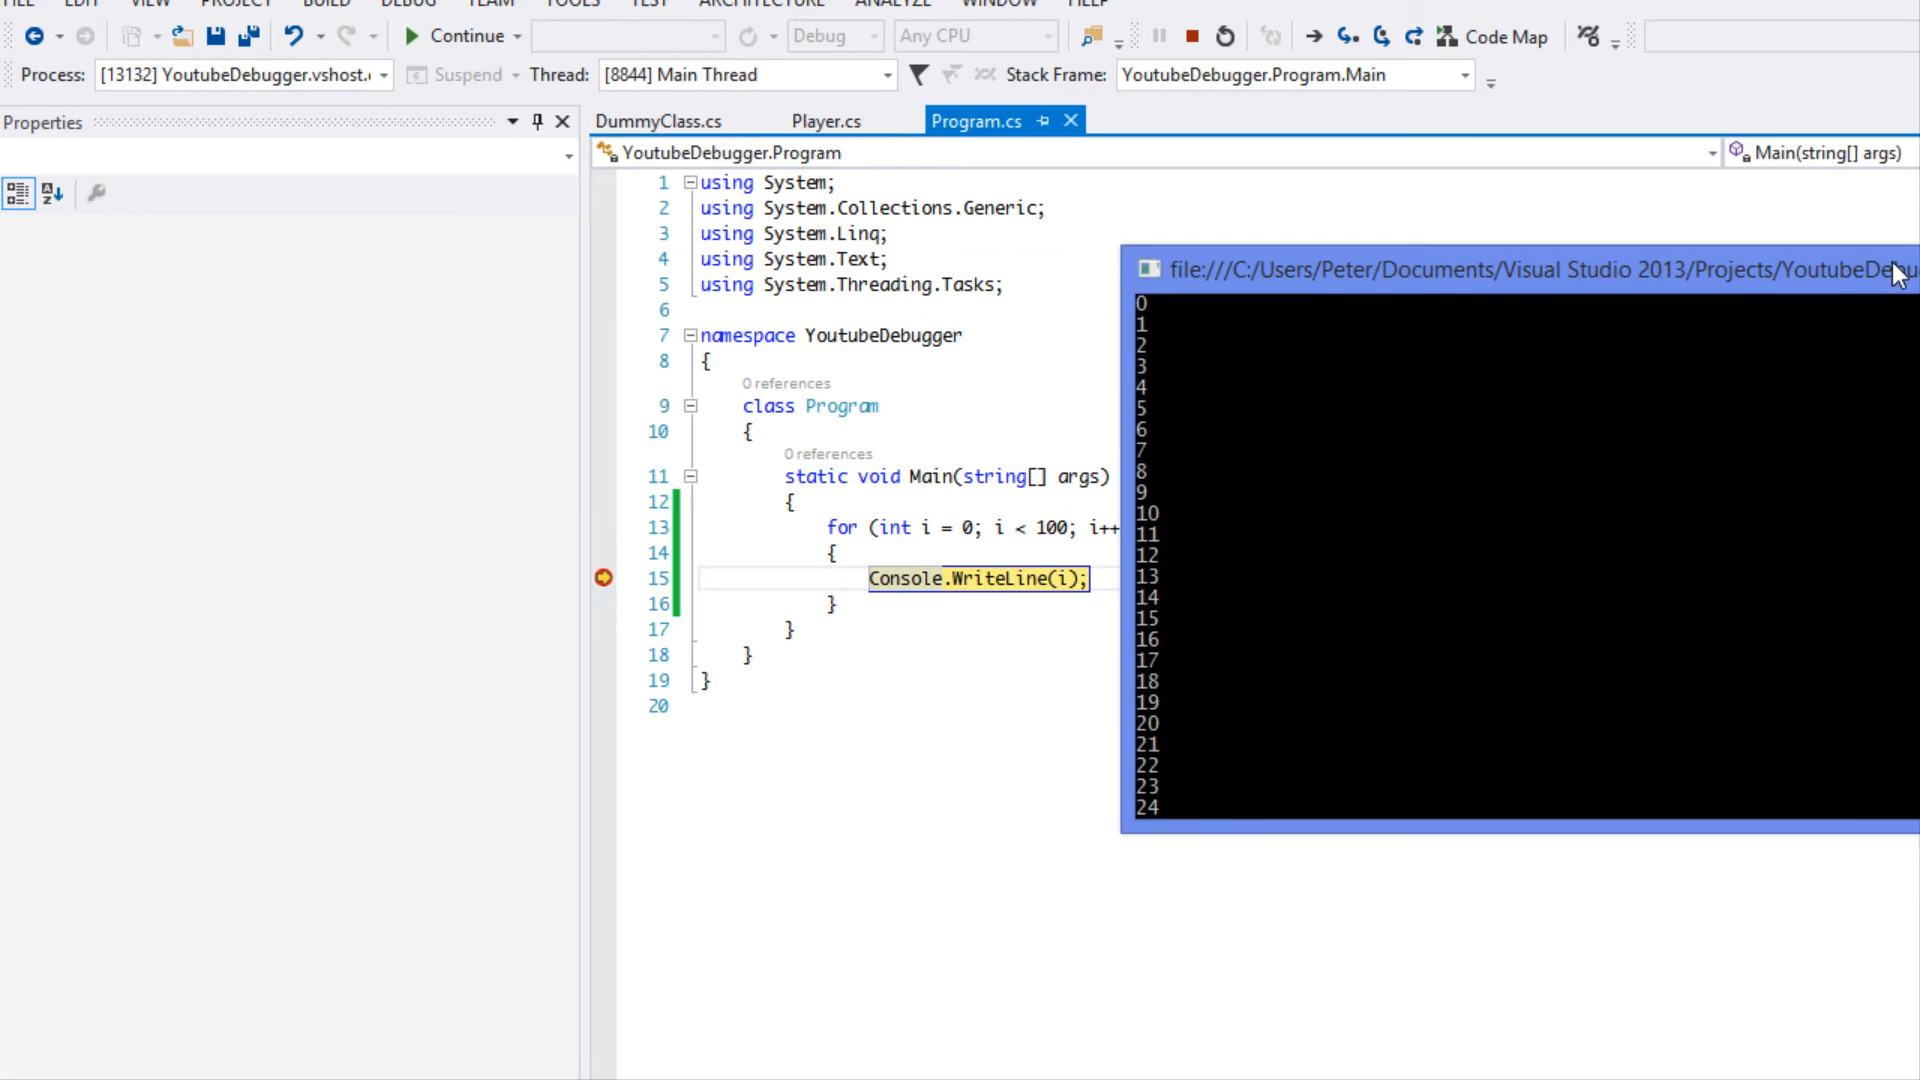 FILE EDIT VIEW PROJECT BUILD DEBUG TEAM TOOLS TEST ARCHITECTURE ANALYZE WINDOW HELP
Continue Debug Any CPU Code Map
Process: [13132] YoutubeDebugger.vshost. Suspend Thread: [8844] Main Thread Stack Frame: YoutubeDebugger.Program.Main
Properties
DummyClass.cs Player.cs Program.cs
YoutubeDebugger.Program Main(string[] args)
1 using System;
2 using System.Collections.Generic;
3 using System.Linq;
4 using System.Text;
5 using System.Threading.Tasks;
6
7 namespace YoutubeDebugger
8 {
0 references
9 class Program
10 {
0 references
11 static void Main(string[] args)
12 {
13 for (int i = 0; i < 100; i++
14 {
15 Console.WriteLine(i);
16 }
17 }
18 }
19 }
20
file:///C:/Users/Peter/Documents/Visual Studio 2013/Projects/YoutubeDebu
0
1
2
3
4
5
6
7
8
9
10
11
12
13
14
15
16
17
18
19
20
21
22
23
24